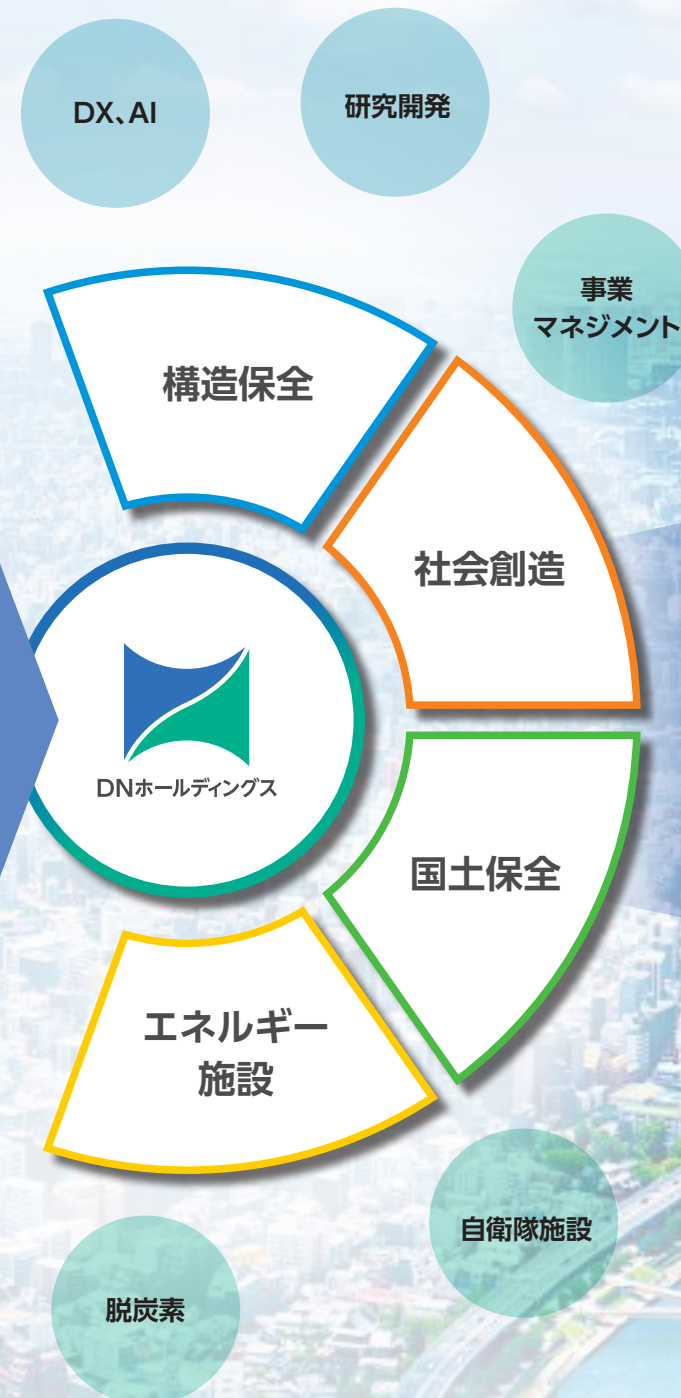 DX、AI
研究開発
事業
マネジメント
構造保全
社会創造
DNホールディングス
国土保全
エネルギー
施設
自衛隊施設
脱炭素